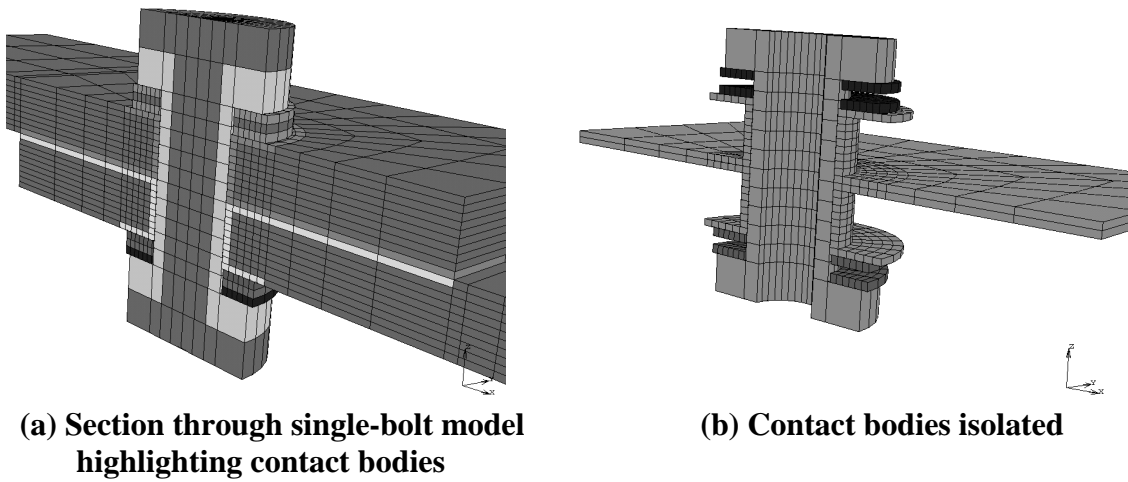 Z
Y
X
Z
Y
X
(a) Section through single-bolt model
highlighting contact bodies
(b) Contact bodies isolated